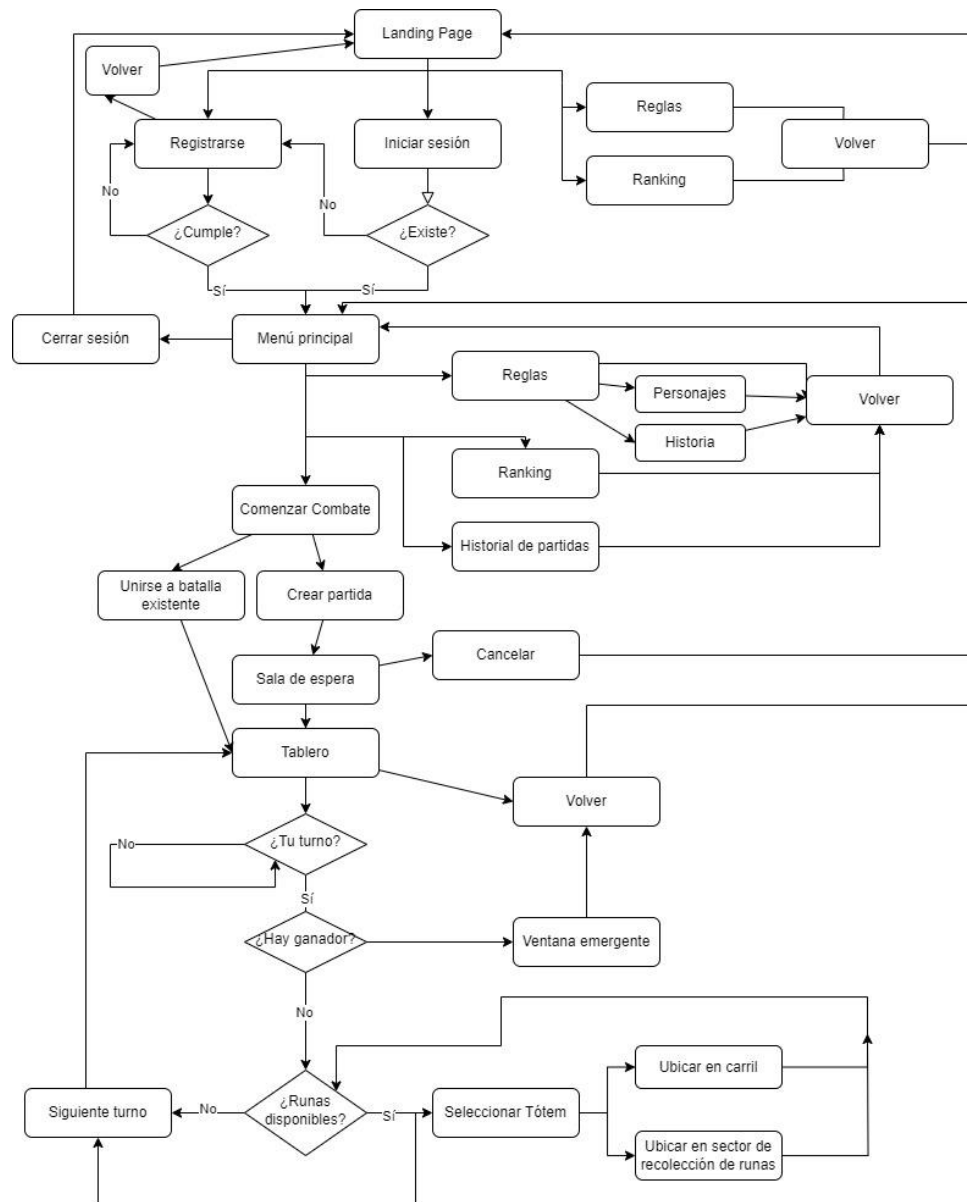 Landing Page
Volver
Reglas
Registrarse
Iniciar sesión
Volver
Ranking
No
No
¿Cumple?
¿Existe?
Sí
Sí
Cerrar sesión
Menú principal
Reglas
Personajes
Volver
Historia
Ranking
Comenzar Combate
Historial de partidas
Unirse a batalla
existente
Crear partida
Cancelar
Sala de espera
Tablero
Volver
No
¿Tu turno?
Sí
¿Hay ganador?
Ventana emergente
No
Ubicar en carril
Siguiente turno
No
¿Runas
disponibles?
Sí
Seleccionar Tótem
Ubicar en sector de
recolección de runas